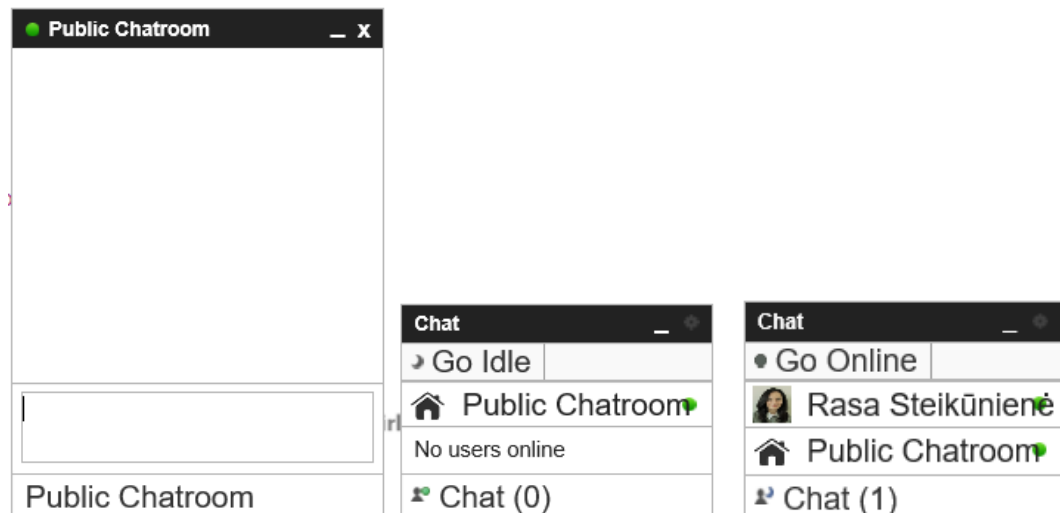 Public Chatroom _ x
Public Chatroom
Chat _
Go Idle
Public Chatroom
No users online
Chat (0)
Chat _
Go Online
Rasa Steikūnienė
Public Chatroom
Chat (1)